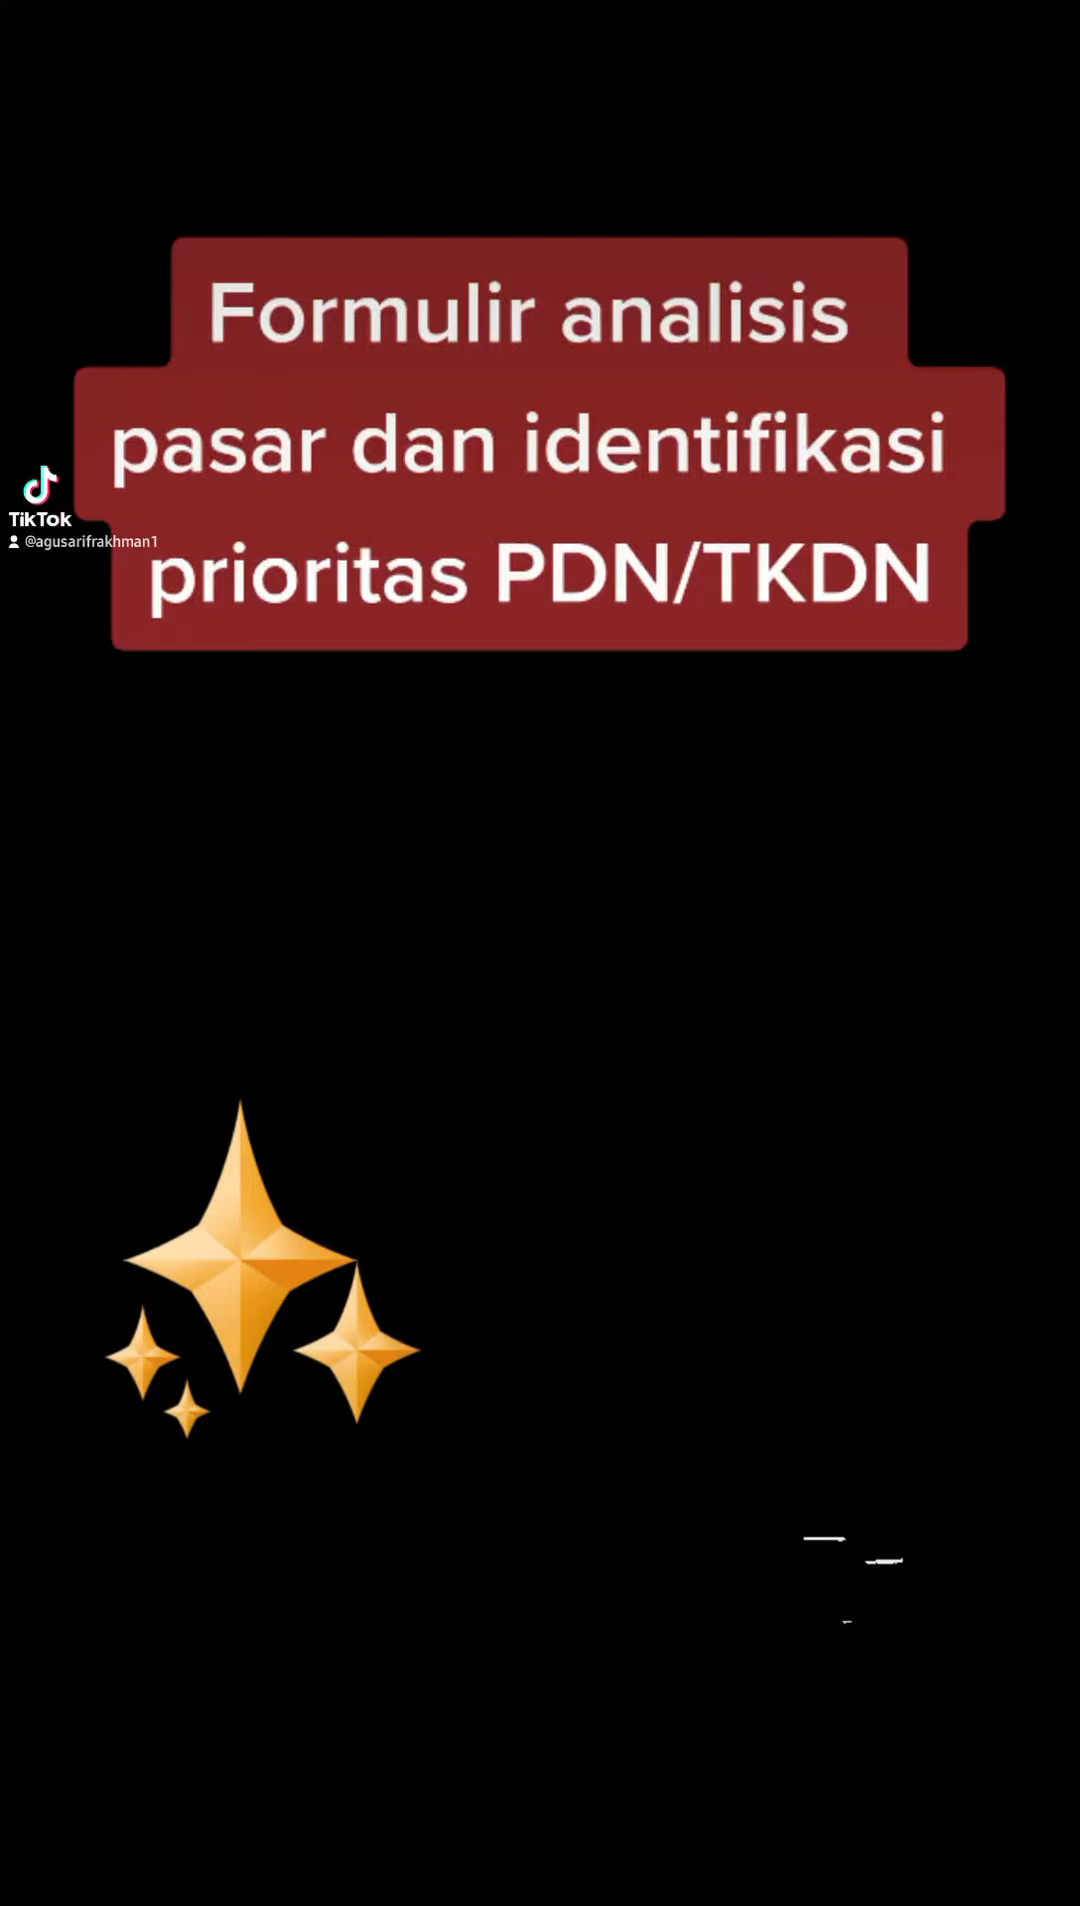 Formulir analisis
pasar dan identifikasi
prioritas PDN/TKDN
TikTok
@agusarifrakhman1